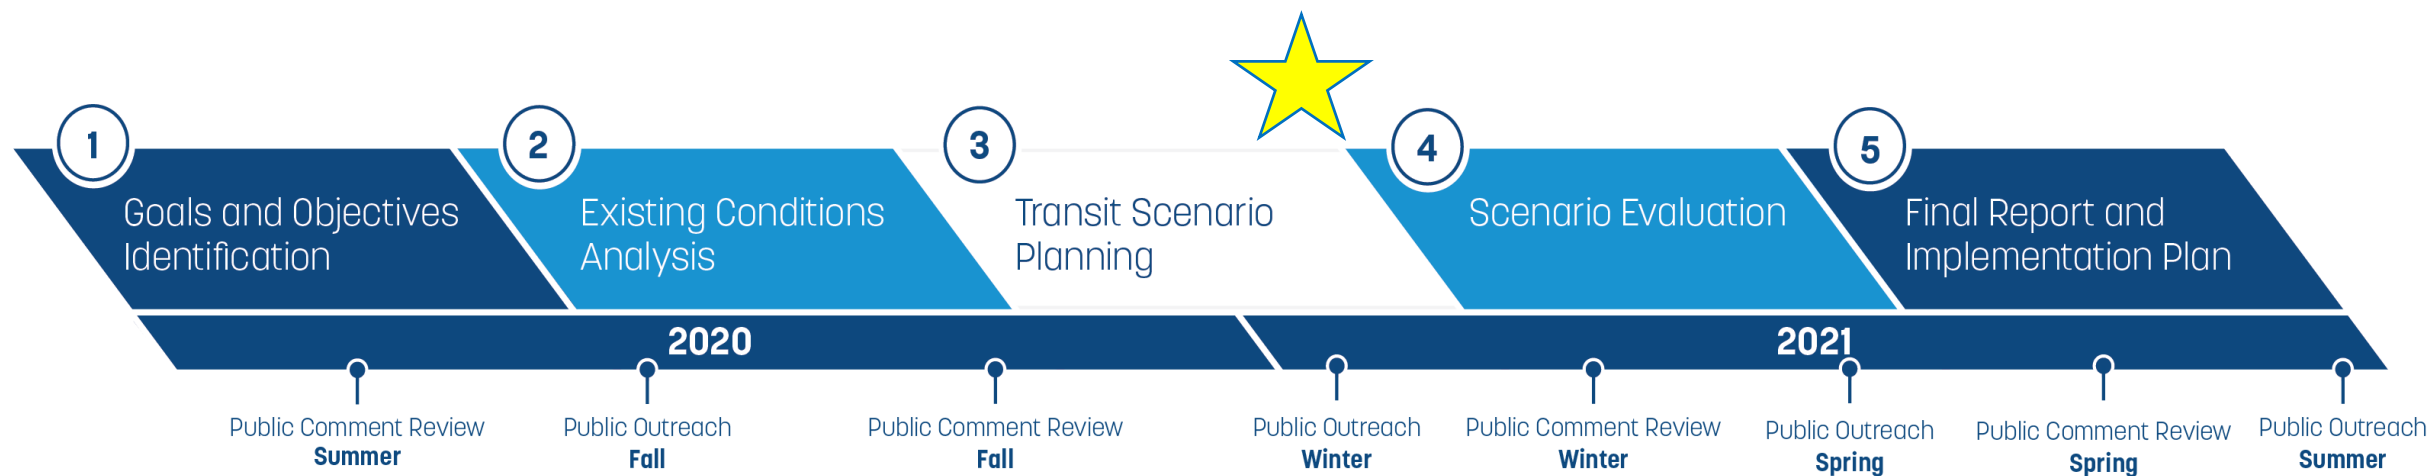 1
Goals and Objectives
Identification
2
Existing Conditions
Analysis
3
Transit Scenario
Planning
4
Scenario Evaluation
5
Final Report and
Implementation Plan
2020
2021
Public Comment Review
Summer
Public Outreach
Fall
Public Comment Review
Fall
Public Outreach
Winter
Public Comment Review
Winter
Public Outreach
Spring
Public Comment Review
Spring
Public Outreach
Summer